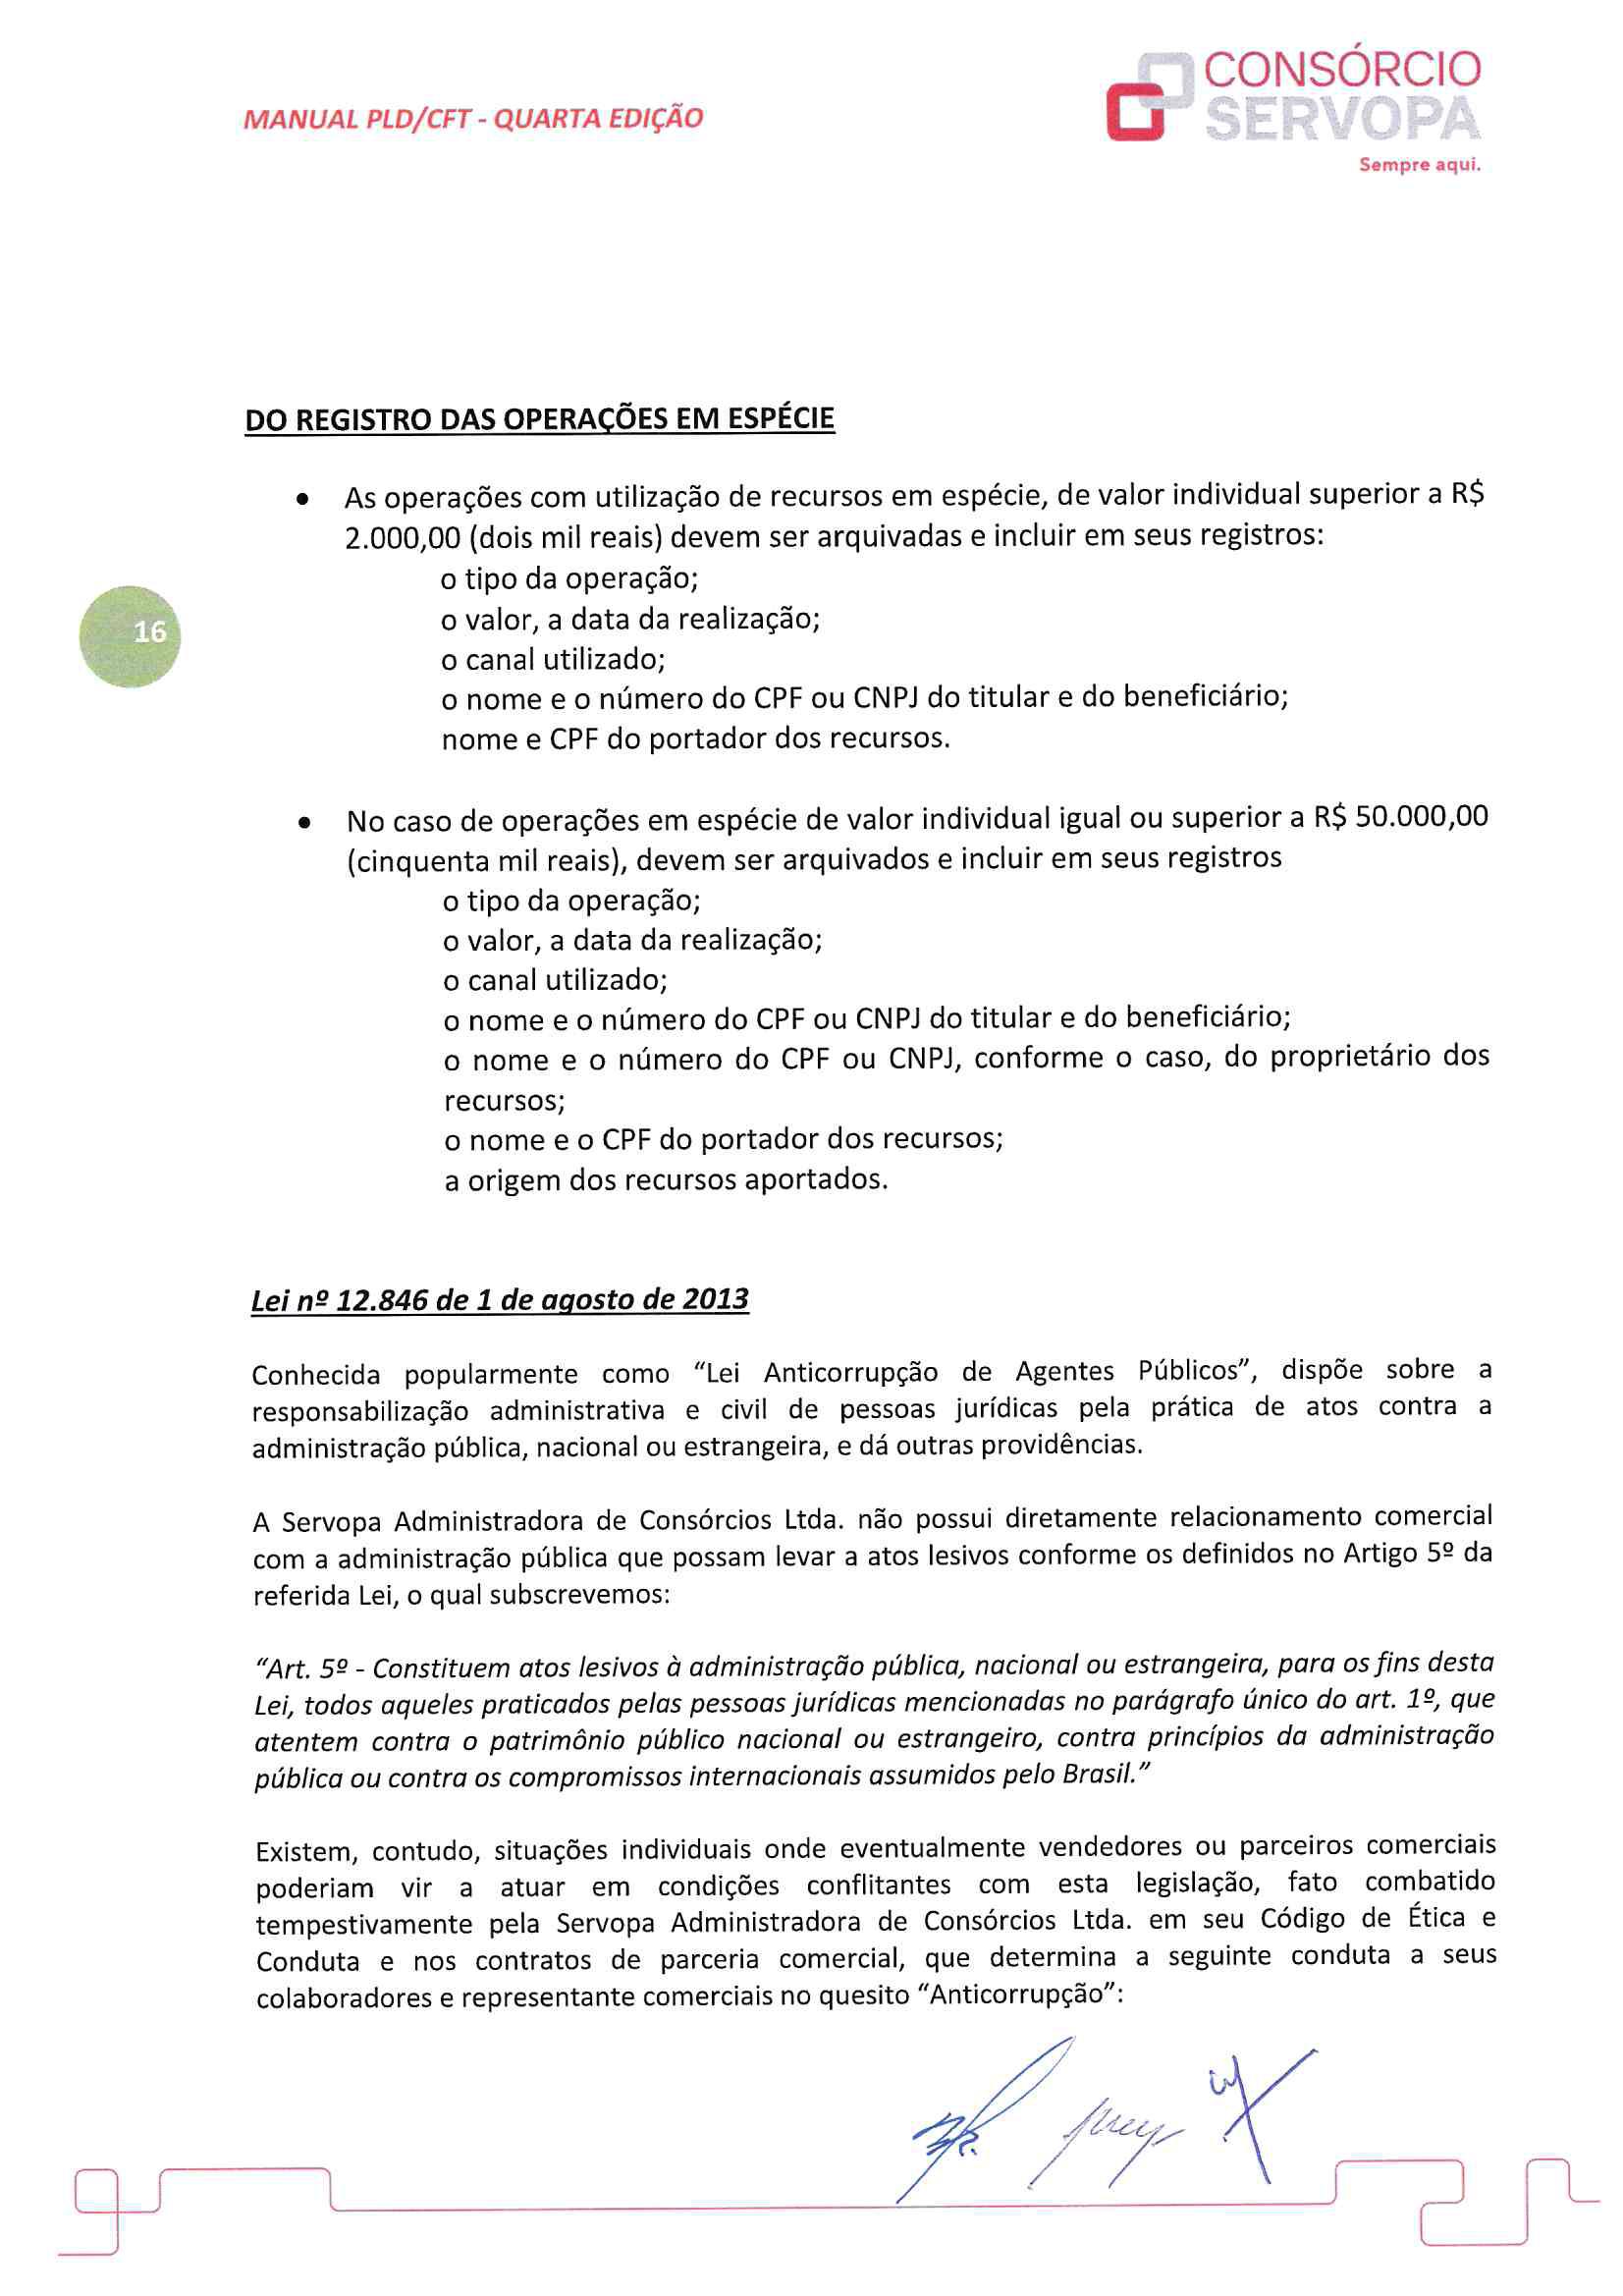 MANUAL PLD/CFT - QUARTA EDIÇÃO
CONSÓRCIO
SERVOPA
Sempre aqui.
DO REGISTRO DAS OPERAÇÕES EM ESPÉCIE
• As operações com utilização de recursos em espécie, de valor individual superior a R$
2.000,00 (dois mil reais) devem ser arquivadas e incluir em seus registros:
o tipo da operação;
o valor, a data da realização;
16
o canal utilizado;
o nome e o número do CPF ou CNPJ do titular e do beneficiário;
nome e CPF do portador dos recursos.
• No caso de operações em espécie de valor individual igual ou superior a R$ 50.000,00
(cinquenta mil reais), devem ser arquivados e incluir em seus registros
o tipo da operação;
o valor, a data da realização;
o canal utilizado;
o nome e o número do CPF ou CNPJ do titular e do beneficiário;
o nome e o número do CPF ou CNPJ, conforme o caso, do proprietário dos
recursos;
o nome e o CPF do portador dos recursos;
a origem dos recursos aportados.
Lei nº 12.846 de 1 de agosto de 2013
Conhecida popularmente como “Lei Anticorrupção de Agentes Públicos”, dispõe sobre a
responsabilização administrativa e civil de pessoas jurídicas pela prática de atos contra a
administração pública, nacional ou estrangeira, e dá outras providências.
A Servopa Administradora de Consórcios Ltda. não possui diretamente relacionamento comercial
com a administração pública que possam levar a atos lesivos conforme os definidos no Artigo 5º da
referida Lei, o qual subscrevemos:
“Art. 5º - Constituem atos lesivos à administração pública, nacional ou estrangeira, para os fins desta
Lei, todos aqueles praticados pelas pessoas jurídicas mencionadas no parágrafo único do art. 1º, que
atentem contra o patrimônio público nacional ou estrangeiro, contra princípios da administração
pública ou contra os compromissos internacionais assumidos pelo Brasil.”
Existem, contudo, situações individuais onde eventualmente vendedores ou parceiros comerciais
poderiam vir a atuar em condições conflitantes com esta legislação, fato combatido
tempestivamente pela Servopa Administradora de Consórcios Ltda. em seu Código de Ética e
Conduta e nos contratos de parceria comercial, que determina a seguinte conduta a seus
colaboradores e representante comerciais no quesito “Anticorrupção”: